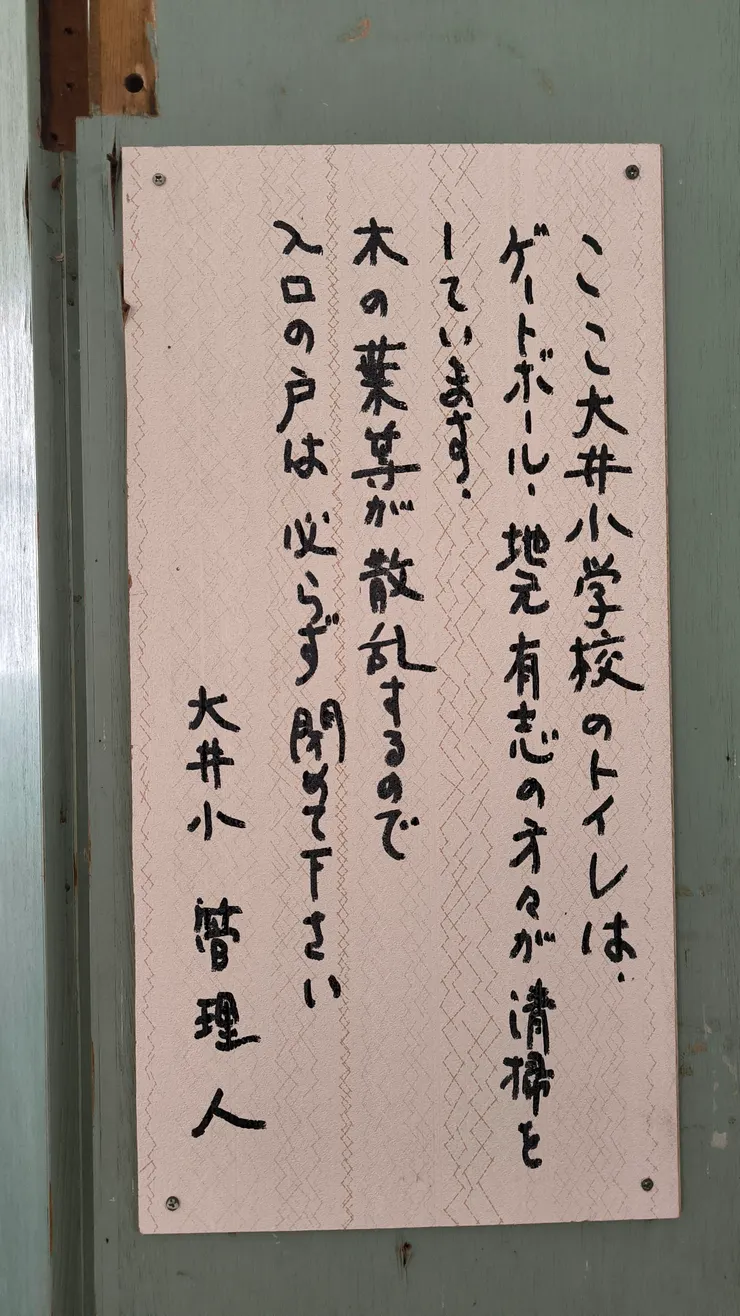 ここ大井小学校のトイレは、
ゲートボール、地元有志の方々が清掃を
しています。
木の葉等が散乱するので
入口の戸は必らず閉めて下さい
大井小 管理人